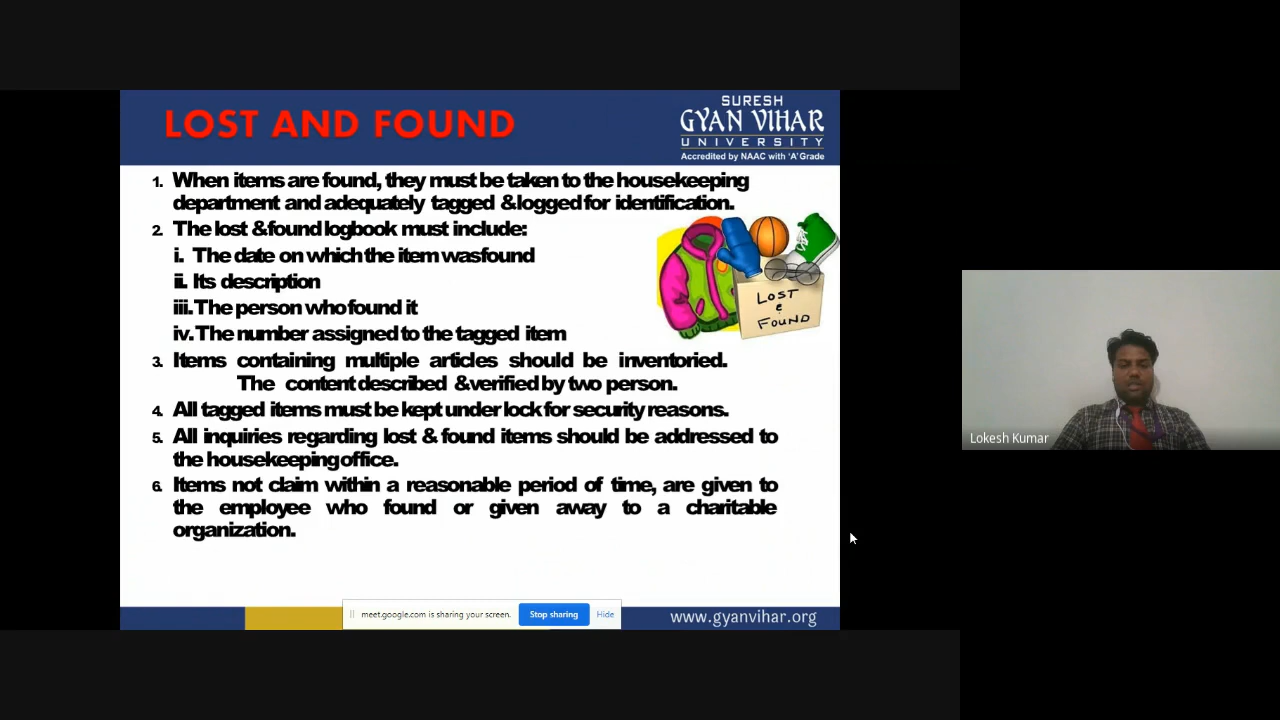 LOST AND FOUND
SURESH
GYAN VIHAR
UNIVERSITY
Accredited by NAAC with 'A' Grade
1. When items are found, they must be taken to the housekeeping
department and adequately tagged & logged for identification.
2. The lost & found logbook must include:
i. The date on which the item was found
ii. Its description
iii. The person who found it
iv. The number assigned to the tagged item
LOST
&
FOUND
3. Items containing multiple articles should be inventoried.
The content described & verified by two person.
4. All tagged items must be kept under lock for security reasons.
5. All inquiries regarding lost & found items should be addressed to
the housekeeping office.
6. Items not claim within a reasonable period of time, are given to
the employee who found or given away to a charitable
organization.
meet.google.com is sharing your screen.
Stop sharing
Hide
www.gyanvihar.org
Lokesh Kumar